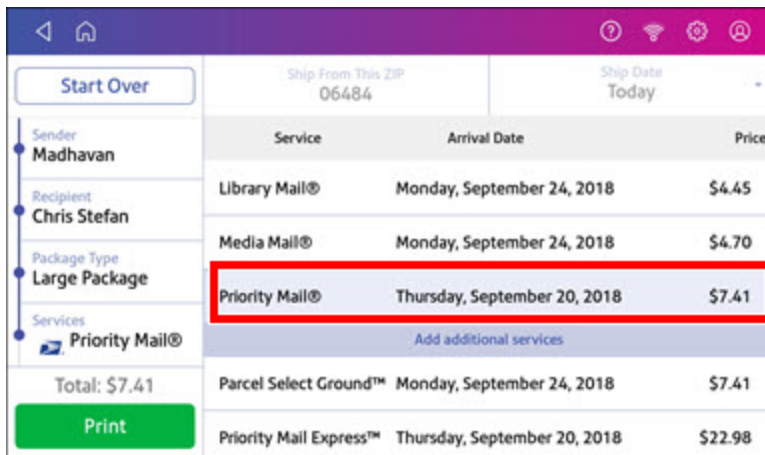 Start Over
Ship From This ZIP
06484
Ship Date
Today
Sender
Madhavan
Recipient
Chris Stefan
Package Type
Large Package
Services
Priority Mail®
Total: $7.41
Print
Service Arrival Date Price
Library Mail® Monday, September 24, 2018 $4.45
Media Mail® Monday, September 24, 2018 $4.70
Priority Mail® Thursday, September 20, 2018 $7.41
Add additional services
Parcel Select Ground™ Monday, September 24, 2018 $7.41
Priority Mail Express™ Thursday, September 20, 2018 $22.98